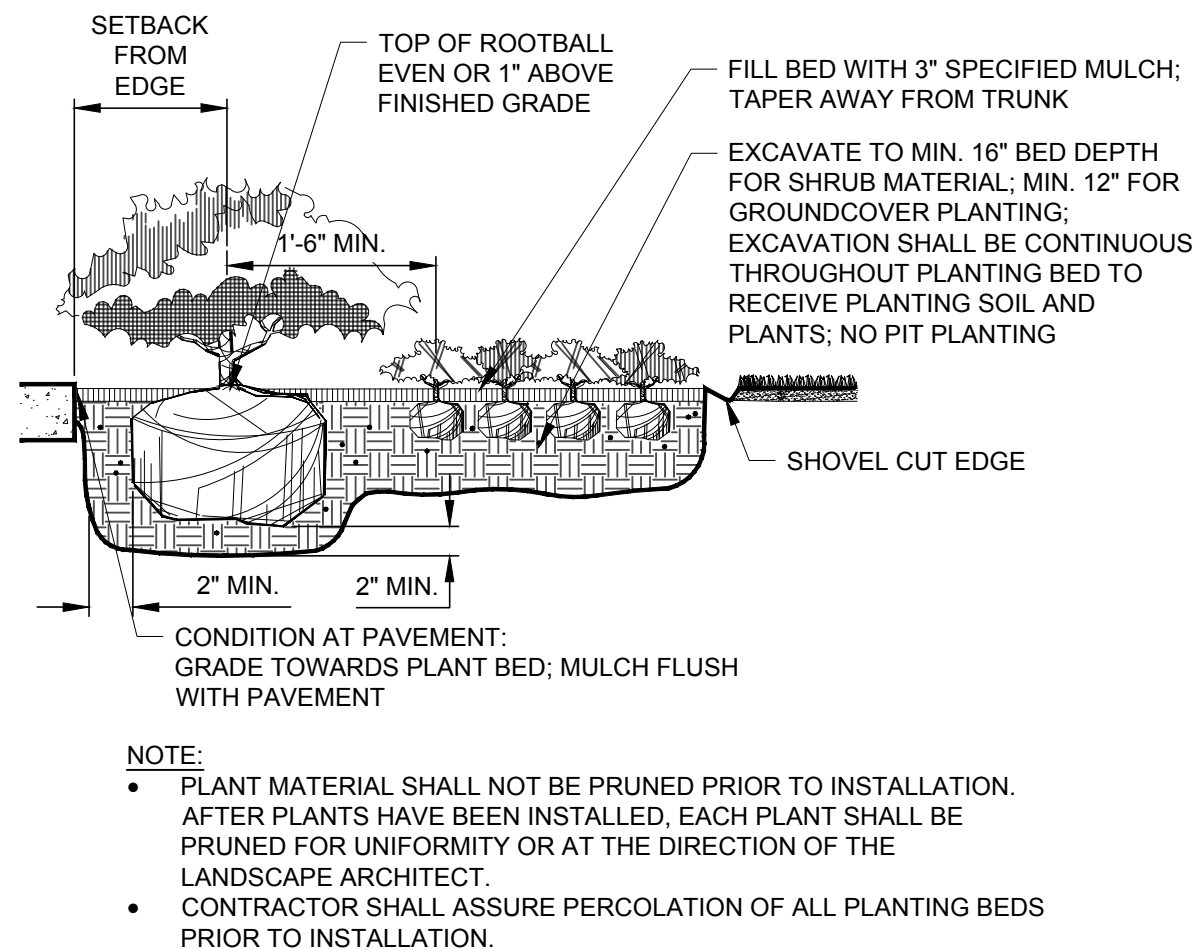 SETBACK
FROM
EDGE
TOP OF ROOTBALL
EVEN OR 1" ABOVE
FINISHED GRADE
FILL BED WITH 3" SPECIFIED MULCH;
TAPER AWAY FROM TRUNK
EXCAVATE TO MIN. 16" BED DEPTH
FOR SHRUB MATERIAL; MIN. 12" FOR
GROUNDCOVER PLANTING;
EXCAVATION SHALL BE CONTINUOUS
THROUGHOUT PLANTING BED TO
RECEIVE PLANTING SOIL AND
PLANTS; NO PIT PLANTING
1'-6" MIN.
SHOVEL CUT EDGE
2" MIN.
2" MIN.
CONDITION AT PAVEMENT:
GRADE TOWARDS PLANT BED; MULCH FLUSH
WITH PAVEMENT
NOTE:
• PLANT MATERIAL SHALL NOT BE PRUNED PRIOR TO INSTALLATION.
AFTER PLANTS HAVE BEEN INSTALLED, EACH PLANT SHALL BE
PRUNED FOR UNIFORMITY OR AT THE DIRECTION OF THE
LANDSCAPE ARCHITECT.
• CONTRACTOR SHALL ASSURE PERCOLATION OF ALL PLANTING BEDS
PRIOR TO INSTALLATION.